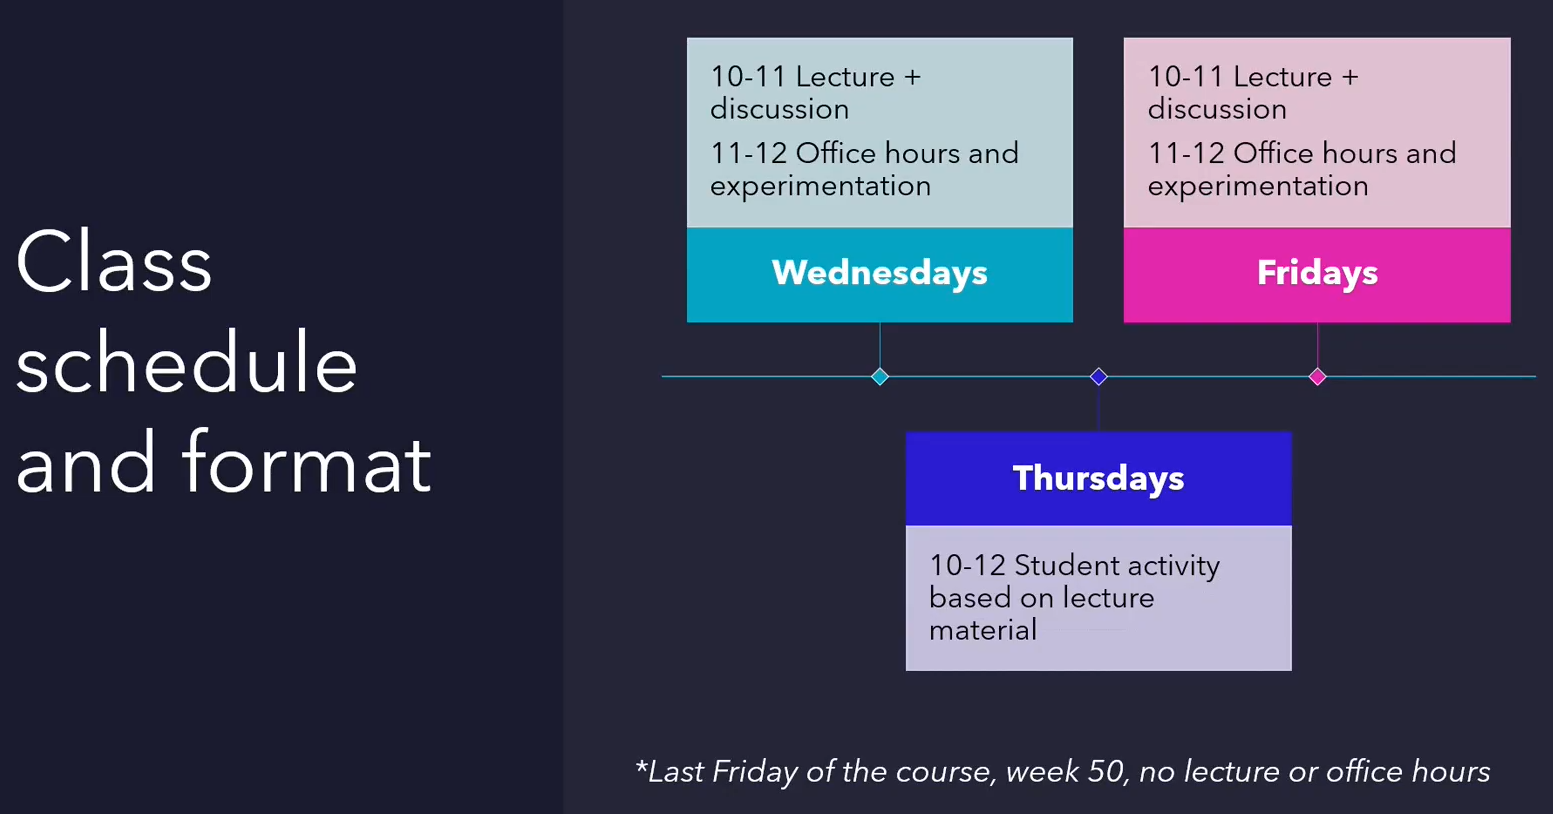 Class
schedule
and format
10-11 Lecture +
discussion
11-12 Office hours and
experimentation
Wednesdays
10-11 Lecture +
discussion
11-12 Office hours and
experimentation
Fridays
Thursdays
10-12 Student activity
based on lecture
material
*Last Friday of the course, week 50, no lecture or office hours